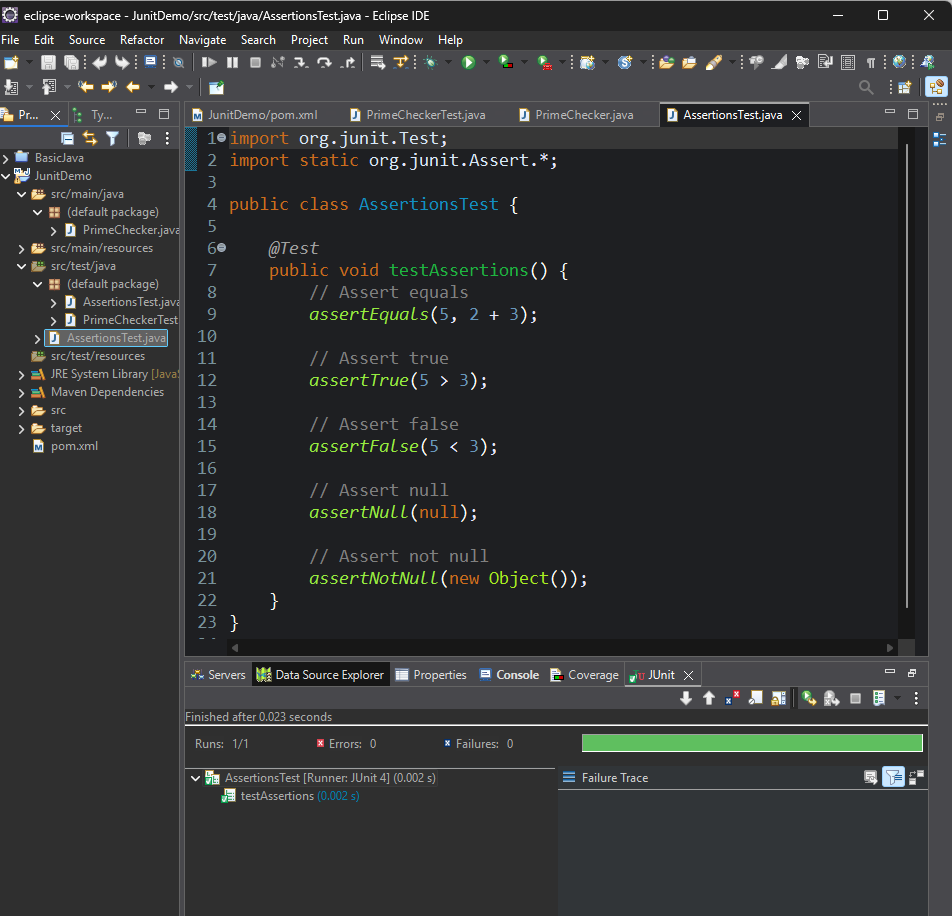 eclipse-workspace - JunitDemo/src/test/java/AssertionsTest.java - Eclipse IDE
File Edit Source Refactor Navigate Search Project Run Window Help
Pr... Ty...
JunitDemo/pom.xml PrimeCheckerTest.java PrimeChecker.java AssertionsTest.java
BasicJava
JunitDemo
src/main/java
(default package)
PrimeChecker.java
src/main/resources
src/test/java
(default package)
AssertionsTest.java
PrimeCheckerTest
AssertionsTest.java
src/test/resources
JRE System Library [JavaS
Maven Dependencies
src
target
pom.xml
1 import org.junit.Test;
2 import static org.junit.Assert.*;
3
4 public class AssertionsTest {
5
6 @Test
7 public void testAssertions() {
8 // Assert equals
9 assertEquals(5, 2 + 3);
10
11 // Assert true
12 assertTrue(5 > 3);
13
14 // Assert false
15 assertFalse(5 < 3);
16
17 // Assert null
18 assertNull(null);
19
20 // Assert not null
21 assertNotNull(new Object());
22 }
23 }
Servers Data Source Explorer Properties Console Coverage JUnit
Finished after 0.023 seconds
Runs: 1/1 Errors: 0 Failures: 0
AssertionsTest [Runner: JUnit 4] (0.002 s)
testAssertions (0.002 s)
Failure Trace